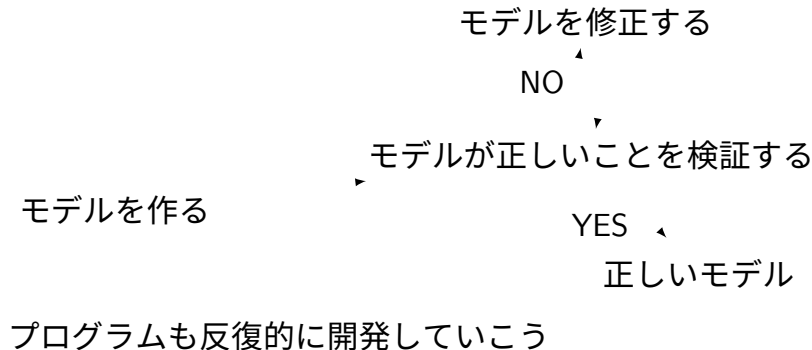 モデルを修正する
NO
モデルが正しいことを検証する
モデルを作る
YES
正しいモデル
プログラムも反復的に開発していこう